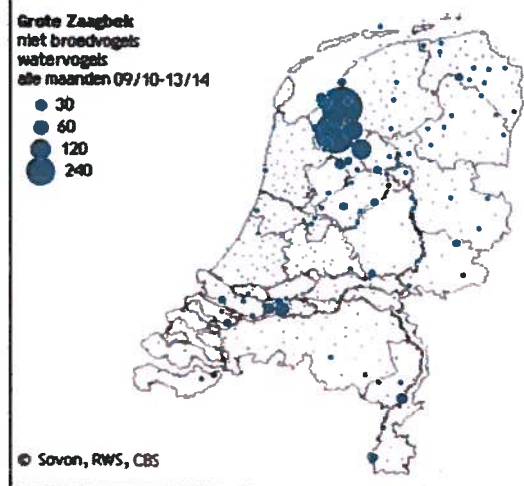 Grote Zaagbek
niet broedvogels
watervogels
alle maanden 09/10-13/14
30
60
120
240
© Sovon, RWS, CBS